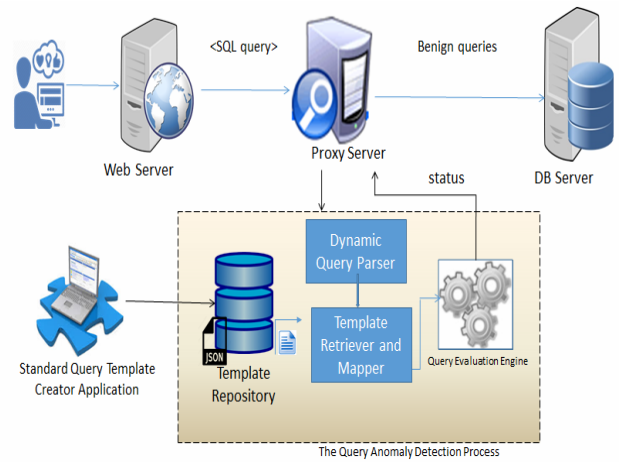 <SQL query>
Benign queries
Web Server
Proxy Server
DB Server
status
Dynamic
Query Parser
Template
Retriever and
Mapper
JSON
Template
Repository
Query Evaluation Engine
Standard Query Template
Creator Application
The Query Anomaly Detection Process